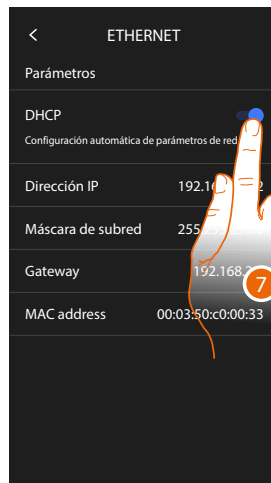 ETHERNET
Parámetros
DHCP
Configuración automática de parámetros de red
Dirección IP
Máscara de subred
Gateway
7
MAC address 00:03:50:c0:00:33